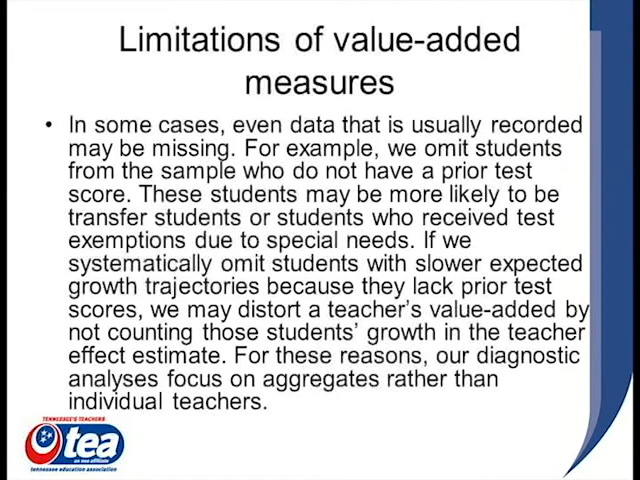 Limitations of value-added
measures
• In some cases, even data that is usually recorded
may be missing. For example, we omit students
from the sample who do not have a prior test
score. These students may be more likely to be
transfer students or students who received test
exemptions due to special needs. If we
systematically omit students with slower expected
growth trajectories because they lack prior test
scores, we may distort a teacher's value-added by
not counting those students' growth in the teacher
effect estimate. For these reasons, our diagnostic
analyses focus on aggregates rather than
individual teachers.
TENNESSEE'S TEACHERS
tea
an nea affiliate
tennessee education association